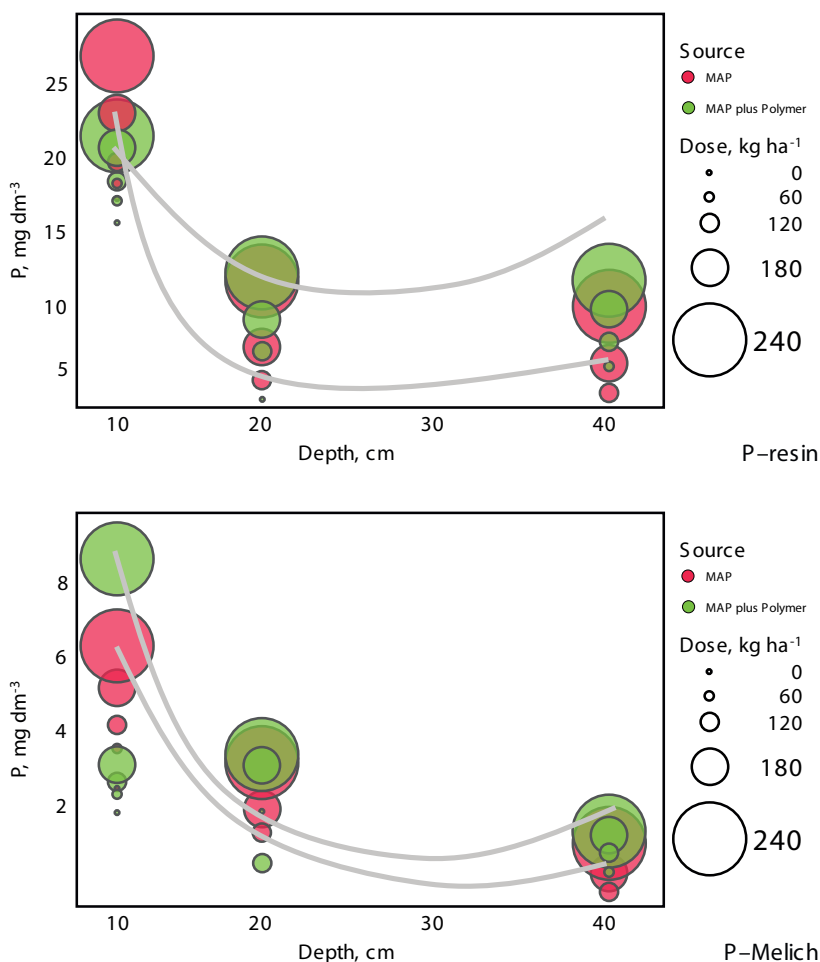 25
20
15
10
5
P, mg dm-3
10 20 30 40
Depth, cm
P–resin
Source
MAP
MAP plus Polymer
Dose, kg ha-1
0
60
120
180
240
8
6
4
2
P, mg dm-3
10 20 30 40
Depth, cm
P–Melich
Source
MAP
MAP plus Polymer
Dose, kg ha-1
0
60
120
180
240